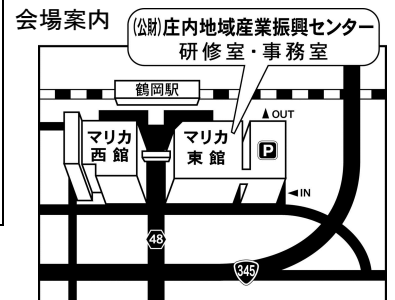 会場案内
(公財)庄内地域産業振興センター
研修室・事務室
鶴岡駅
▲OUT
マリカ
西館
マリカ
東館
P
◄IN
48
345